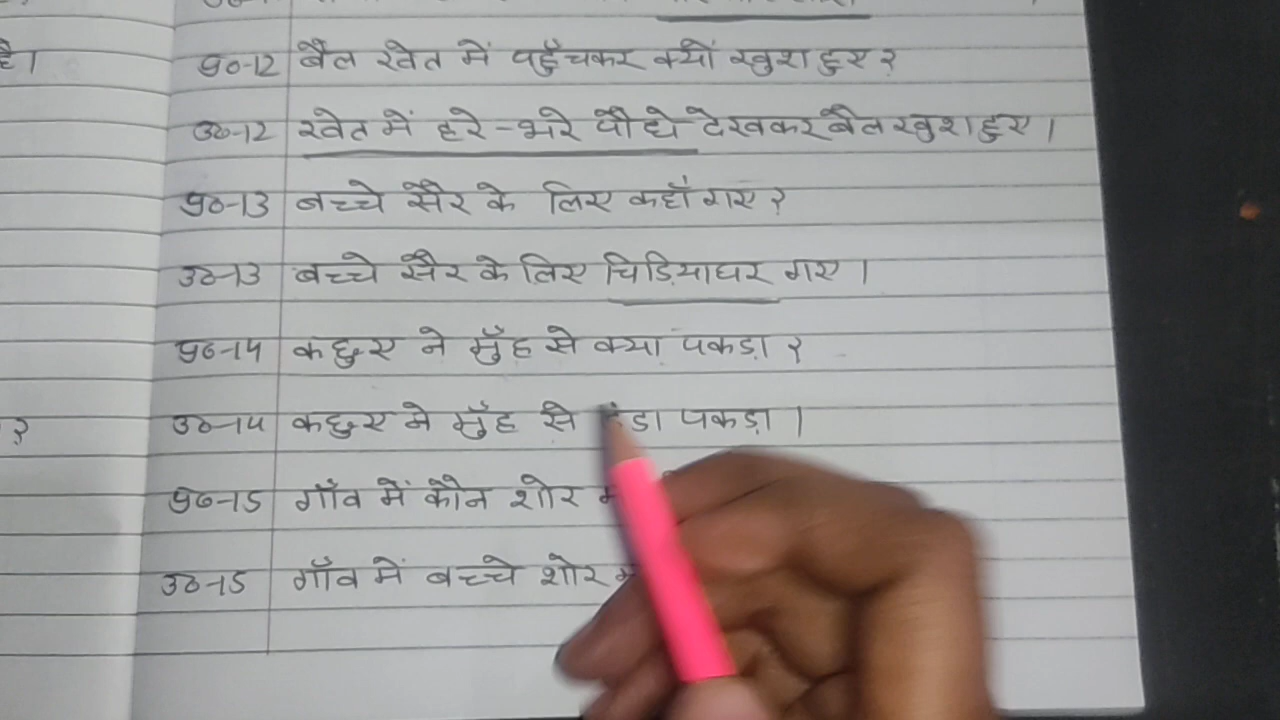 है।
प्र०-12 बैल खेत में पहुँचकर क्यों खुश हुए ?
उ०-12 खेत में हरे-भरे पौधे देखकर बैल खुश हुए ।
प्र०-13 बच्चे सैर के लिए कहाँ गए ?
उ०-13 बच्चे सैर के लिए चिड़ियाघर गए ।
प्र०-14 कछुए ने मुँह से क्या पकड़ा ?
?
उ०-14 कछुए ने मुँह से पकड़ा ।
प्र०-15 गाँव में कौन शोर
उ०-15 गाँव में बच्चे शोर